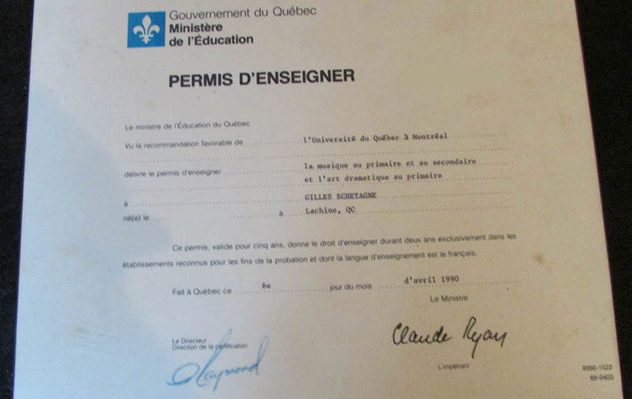 Gouvernement du Québec
Ministère
de l'Éducation
PERMIS D'ENSEIGNER
Le ministre de l'Éducation du Québec
Vu la recommandation favorable de l'Université du Québec à Montréal
délivre le permis d'enseigner la musique au primaire et au secondaire
et l'art dramatique au primaire
à GILLES SCHETAGNE
né(e) le à Lachine, QC
Ce permis, valide pour cinq ans, donne le droit d'enseigner durant deux ans exclusivement dans les
établissements reconnus pour les fins de la probation et dont la langue d'enseignement est le français.
Fait à Québec ce 6e jour du mois d'avril 1990
Le Ministre
Le Directeur
Direction de la certification
Claude Ryan
L'impétrant